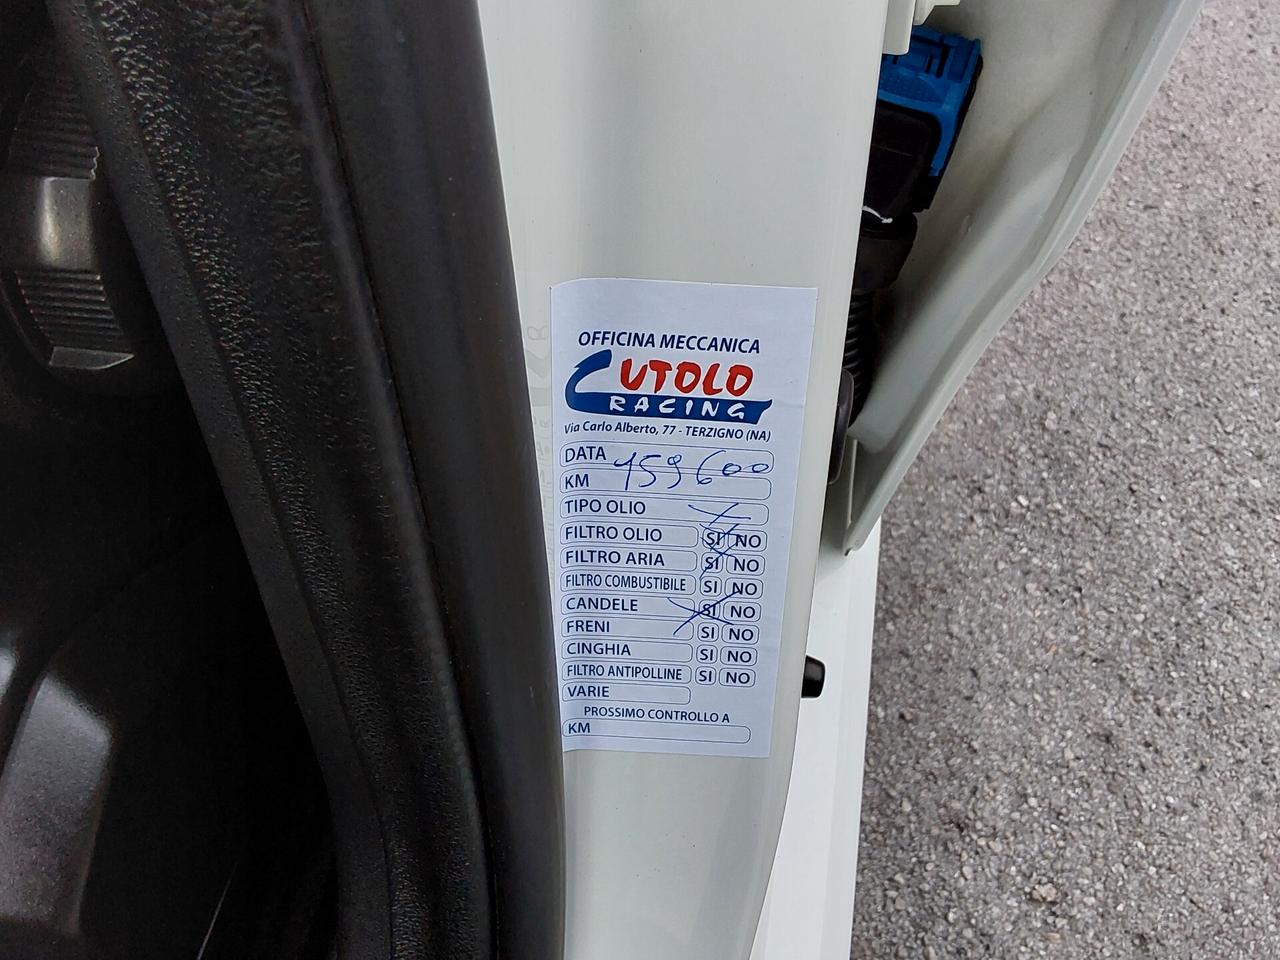 OFFICINA MECCANICA
CUTOLO
RACING
Via Carlo Alberto, 77 - TERZIGNO (NA)
DATA
159600
KM
TIPO OLIO
FILTRO OLIO SI NO
FILTRO ARIA SI NO
FILTRO COMBUSTIBILE SI NO
CANDELE SI NO
FRENI SI NO
CINGHIA SI NO
FILTRO ANTIPOLLINE SI NO
VARIE
PROSSIMO CONTROLLO A
KM